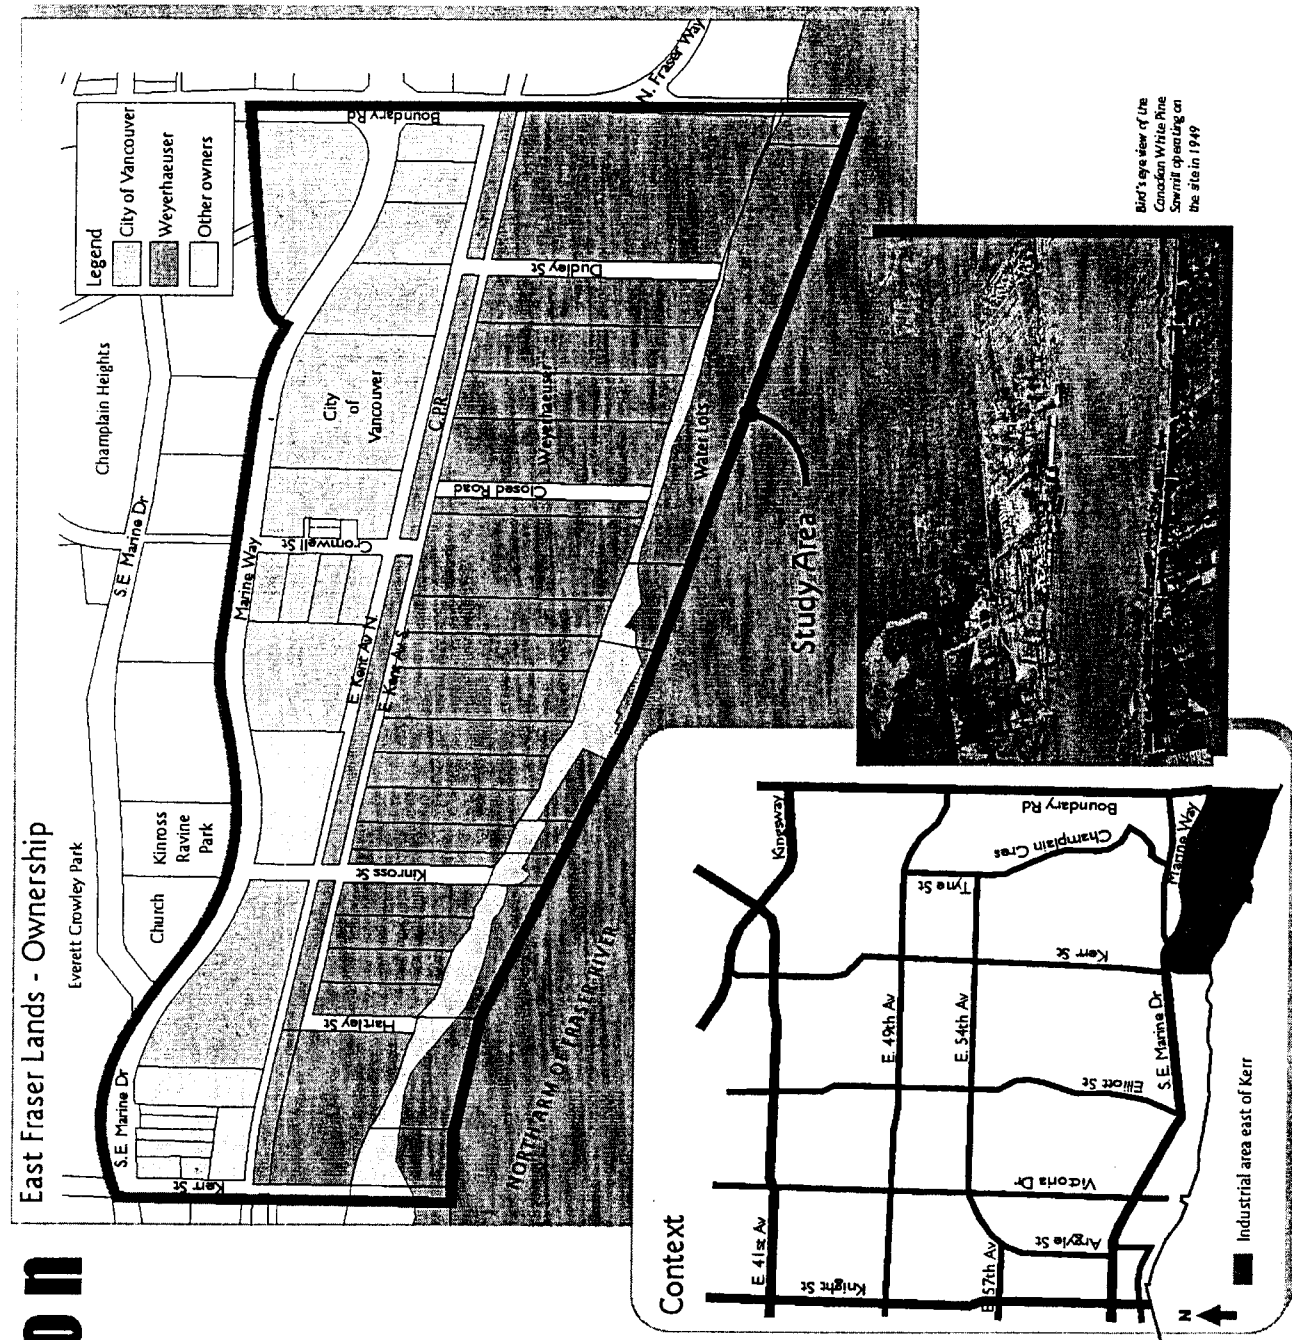 on
East Fraser Lands - Ownership
Everett Crowley Park
Champlain Heights
Legend
City of Vancouver
Weyerhaeuser
Other owners
Church
Kinross
Ravine
Park
S.E. Marine Dr
S.E. Marine Dr
Marine Way
Boundary Rd
N. Fraser Way
Kerr St
Cromwell St
City
of
Vancouver
C.P.R.
E Kent Av N
E Kent Av S
Hartley St
Kinross St
Closed Road
Dudley St
Weyerhaeuser
Water Lots
NORTH ARM OF FRASER RIVER
Study Area
Context
Kingsway
E 41st Av
E. 49th Av
E. 54th Av
E. 57th Av
Knight St
Argyle St
Victoria Dr
Elliott St
Kerr St
Tyne St
Champlain Cres
Boundary Rd
S.E. Marine Dr
Marine Way
N
Industrial area east of Kerr
Bird's eye view of the
Canadian White Pine
Sawmill operating on
the site in 1949